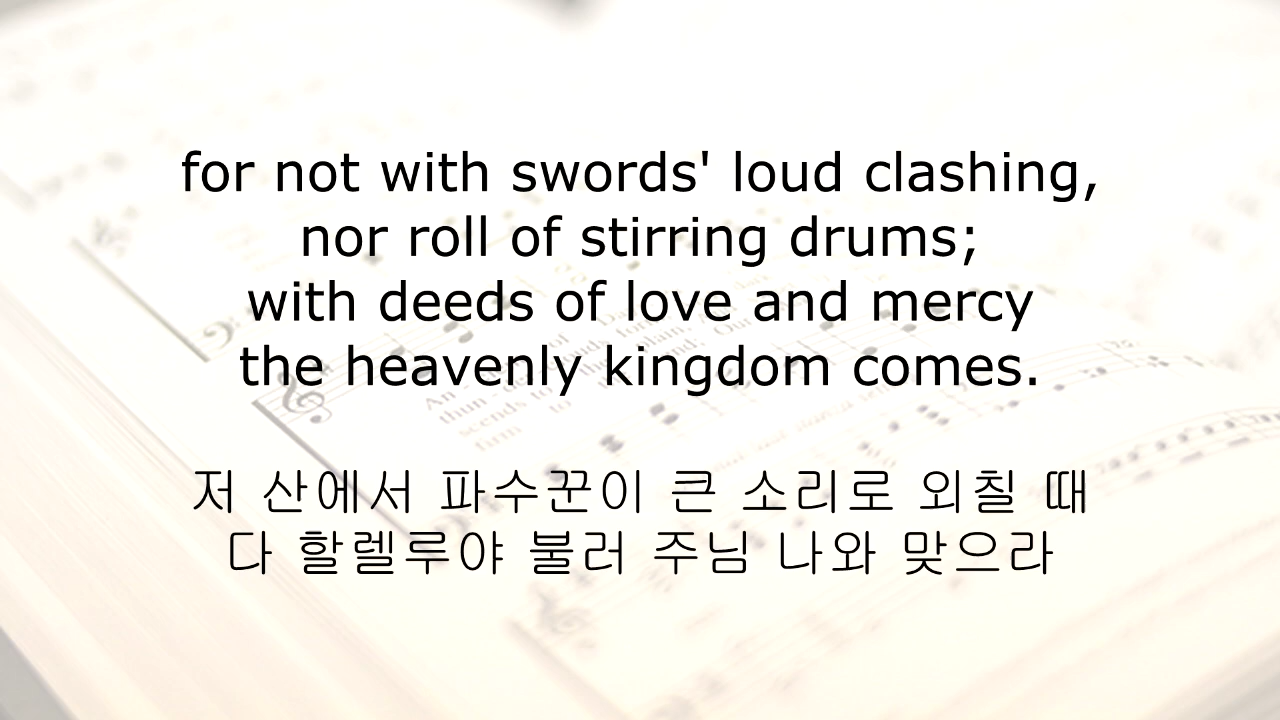 for not with swords' loud clashing,
nor roll of stirring drums;
with deeds of love and mercy
the heavenly kingdom comes.
저 산에서 파수꾼이 큰 소리로 외칠 때
다 할렐루야 불러 주님 나와 맞으라